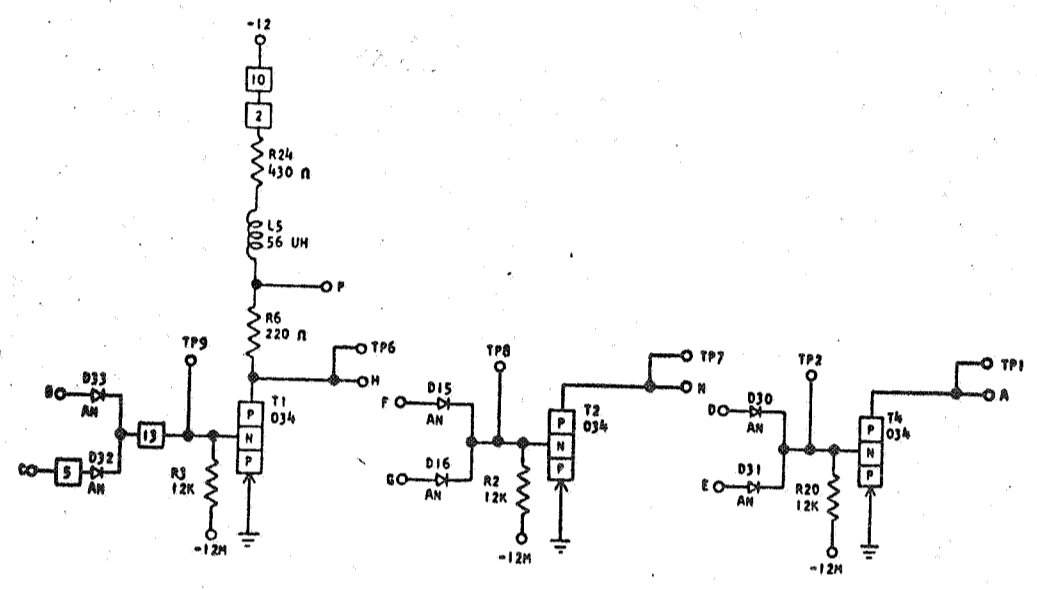 -12
10
2
R24
430 Ω
L5
56 UH
P
R6
220 Ω
TP9
TP6
H
D33
AN
T1
034
P
N
P
13
C
5
D32
AN
R3
12K
-12M
TP8
TP7
N
F
D15
AN
T2
034
P
N
P
G
D16
AN
R2
12K
-12M
TP2
TP1
A
D
D30
AN
T4
034
P
N
P
E
D31
AN
R20
12K
-12M